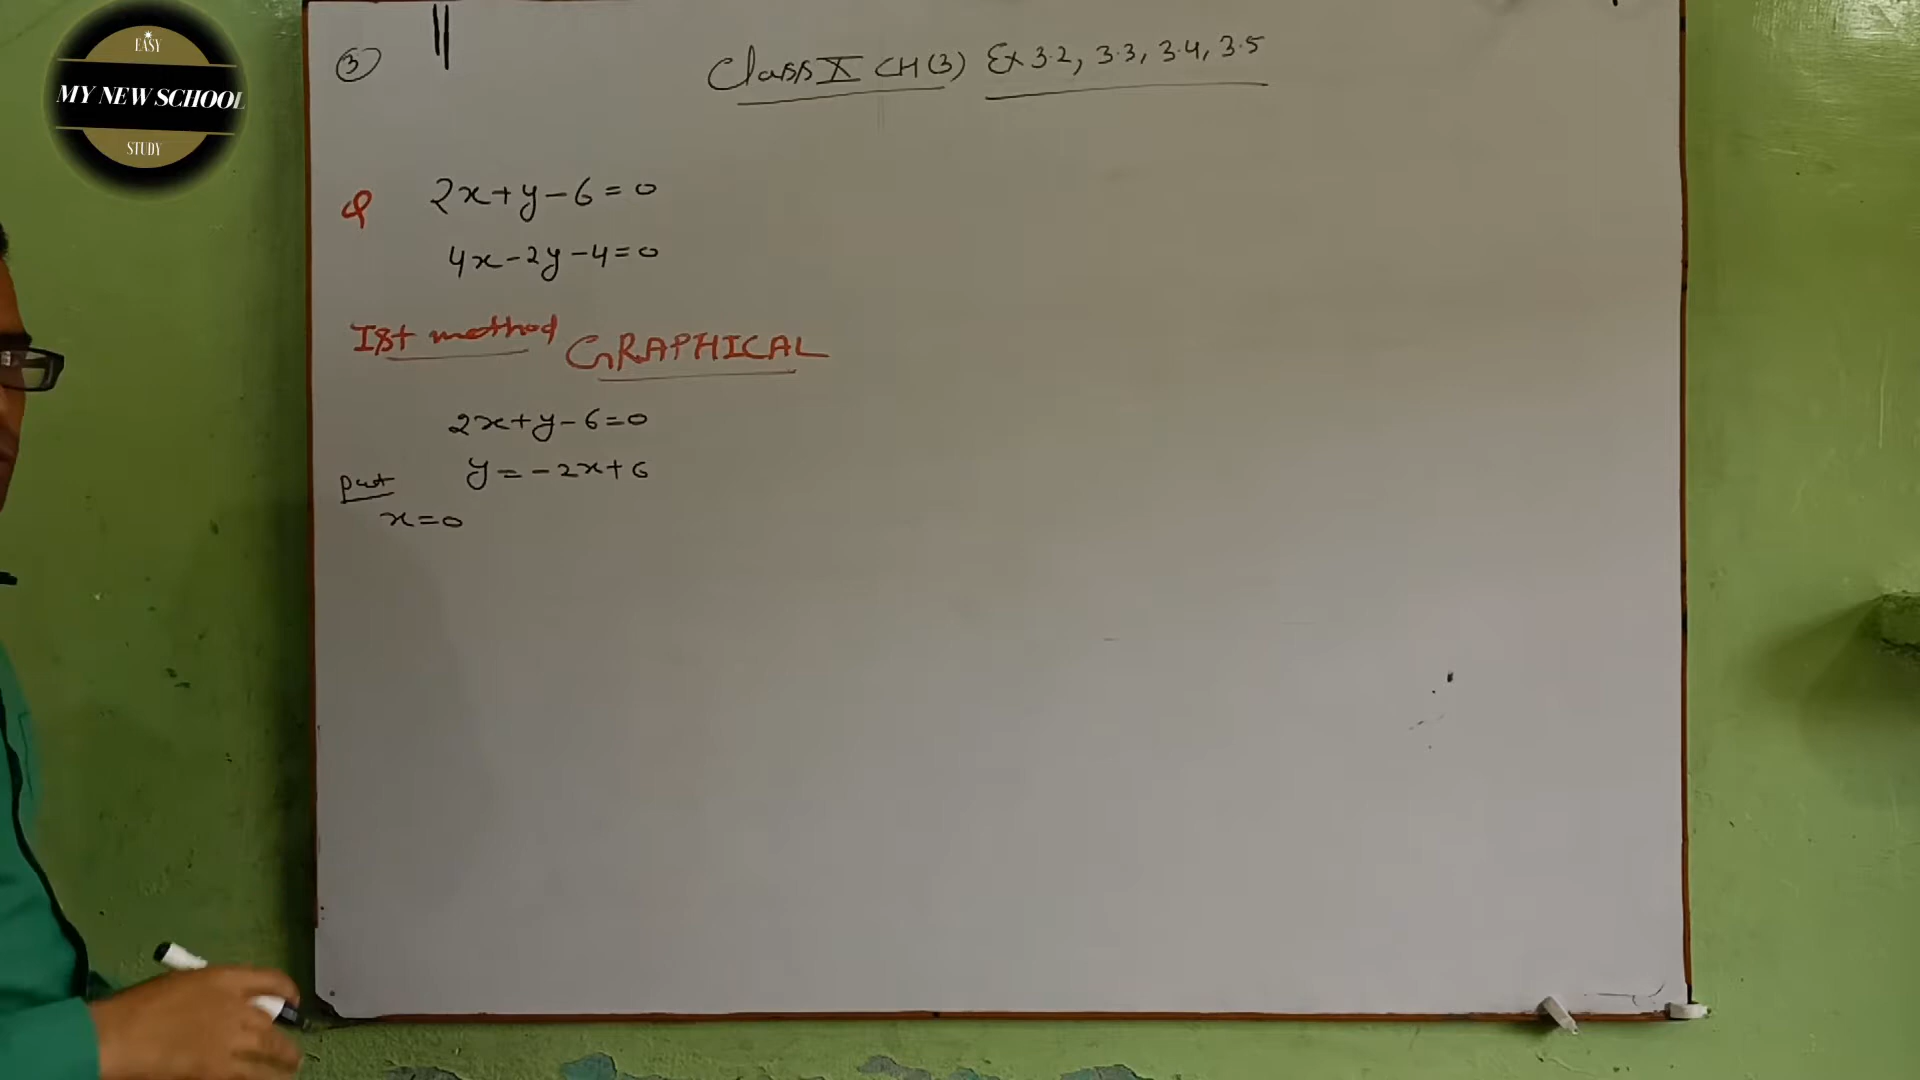 EASY
MY NEW SCHOOL
STUDY
3
Class X CH(3) Ex 3.2, 3.3, 3.4, 3.5
Q 2x+y-6=0
4x-2y-4=0
Ist method GRAPHICAL
2x+y-6=0
y=-2x+6
put
x=0